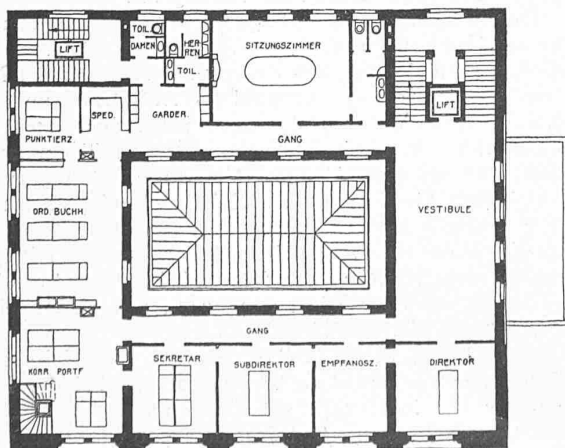 LIFT
TOIL.
DAMEN
HER
REN
TOIL.
SITZUNGSZIMMER
LIFT
SPED.
GARDER.
PUNKTIERZ.
GANG
ORD. BUCHH
VESTIBULE
GANG
KORR. PORTF
SEKRETAR.
SUBDIREKTOR
EMPFANGSZ.
DIREKTOR